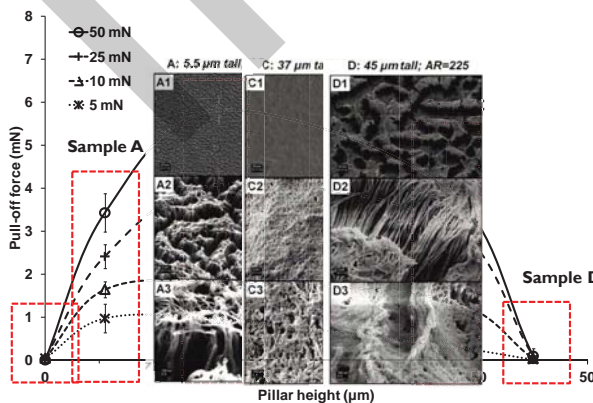 8
7
6
5
4
3
2
1
0
Pull-off force (mN)
50 mN
25 mN
10 mN
5 mN
Sample A
A: 5.5 µm tall
C: 37 µm ta
D: 45 µm tall; AR=225
A1
C1
D1
A2
C2
D2
A3
C3
D3
Sample D
0
50
Pillar height (µm)